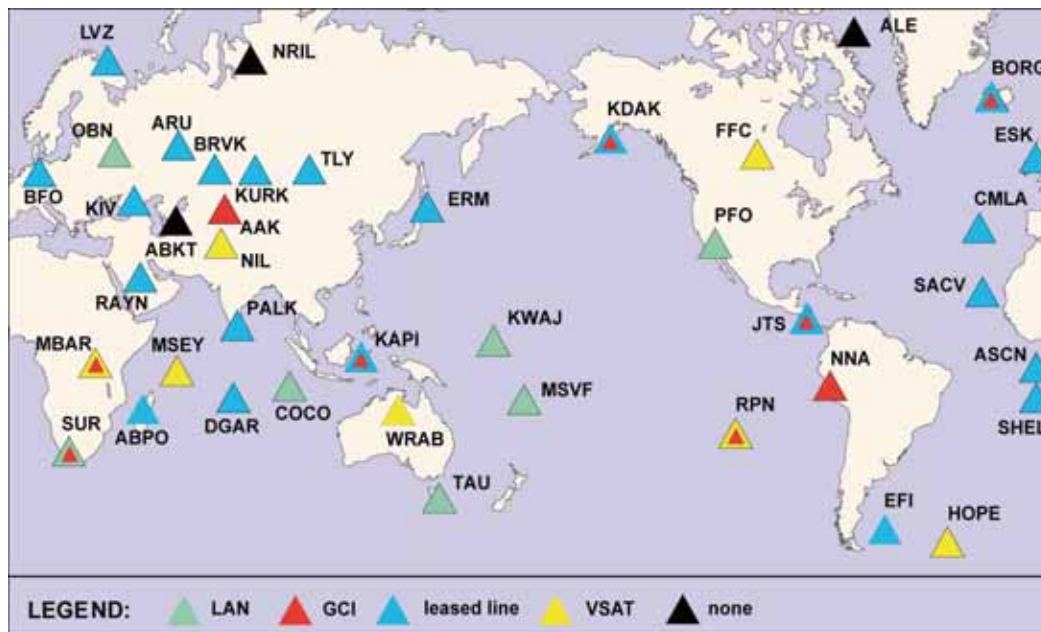 LVZ
NRIL
ALE
BORG
KDAK
FFC
ESK
OBN
ARU
BRVK
TLY
BFO
KIV
KURK
ERM
AAK
PFO
CMLA
ABKT
NIL
RAYN
PALK
SACV
KWAJ
JTS
MBAR
MSEY
KAPI
NNA
ASCN
MSVF
RPN
SUR
ABPO
DGAR
COCO
WRAB
SHEL
TAU
EFI
HOPE
LEGEND: LAN GCI leased line VSAT none